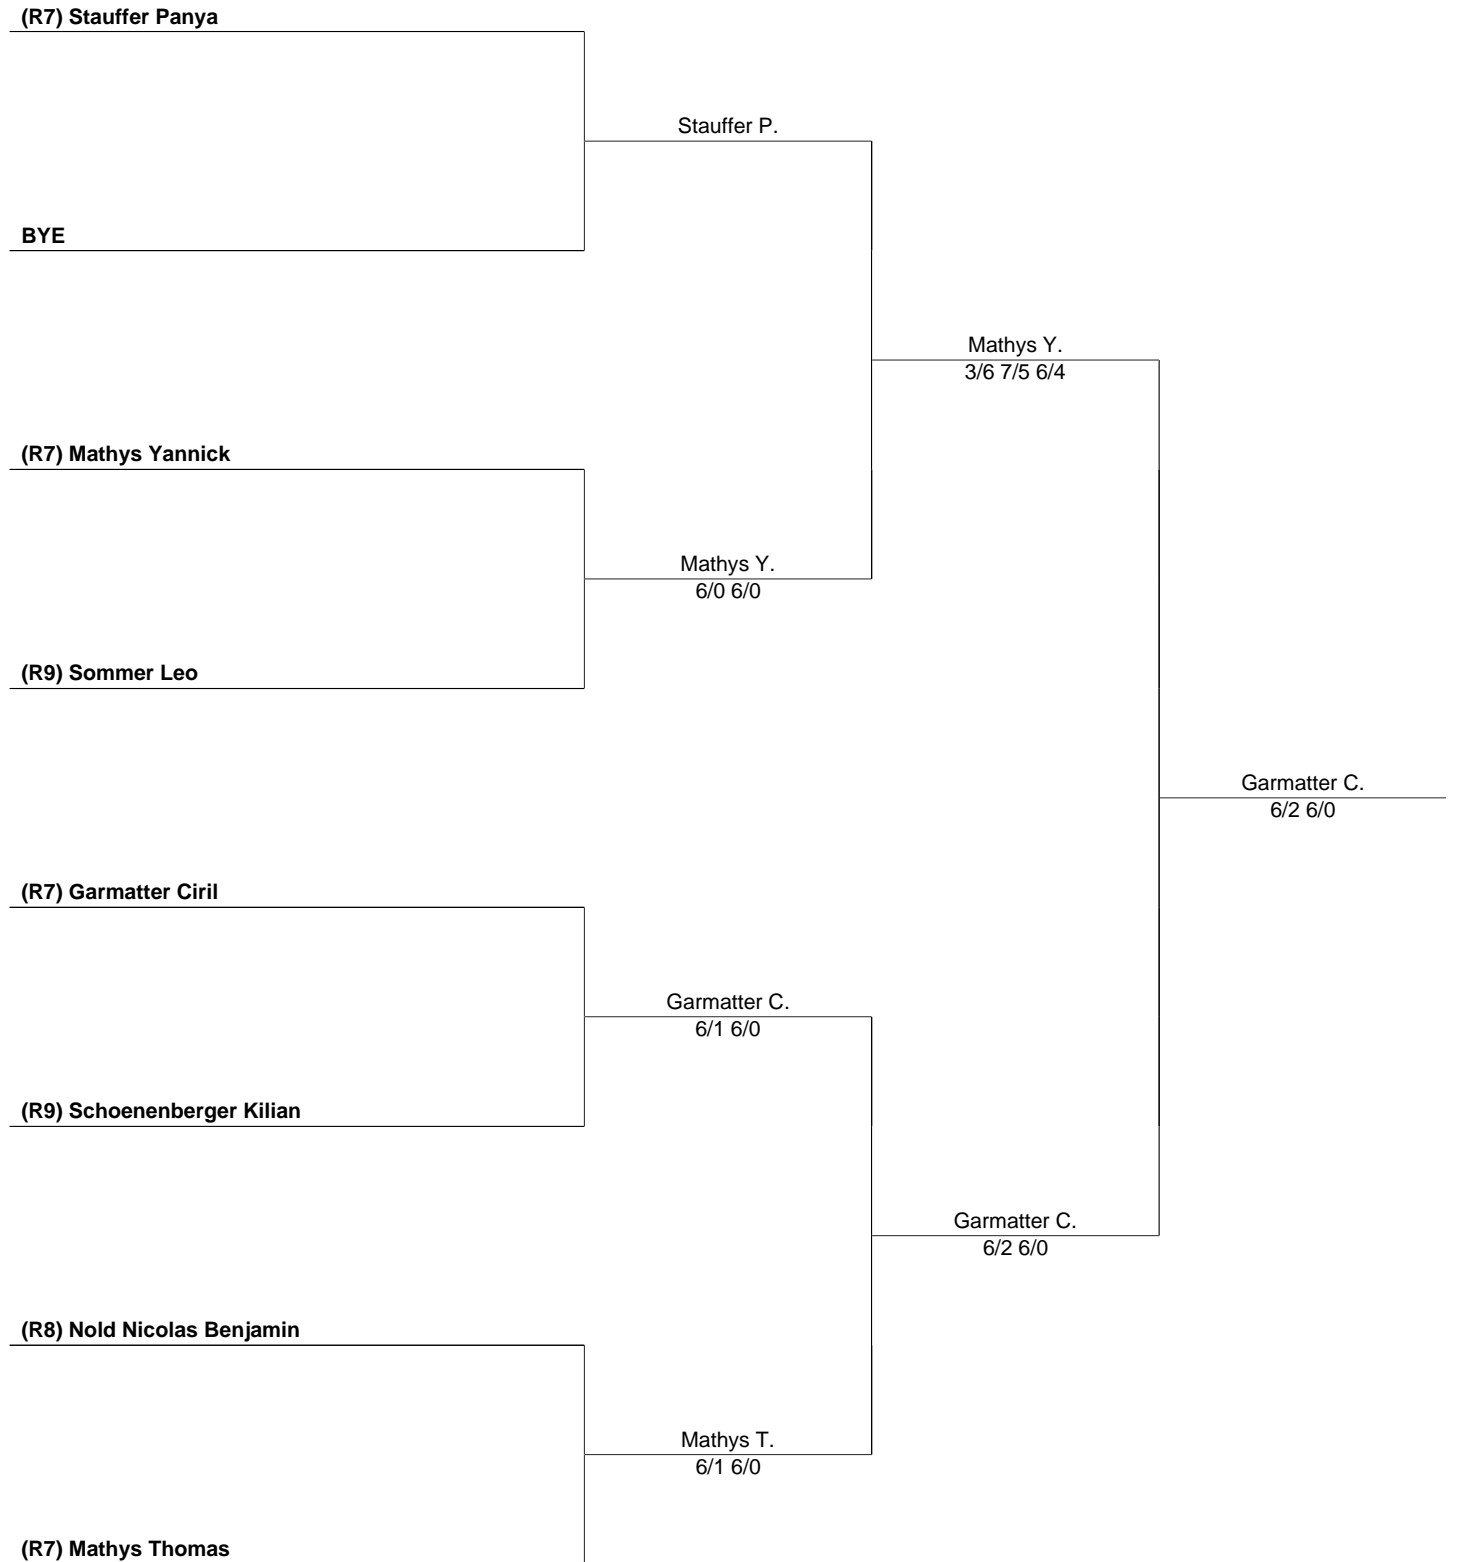 (R7) Stauffer Panya
Stauffer P.
BYE
Mathys Y.
3/6 7/5 6/4
(R7) Mathys Yannick
Mathys Y.
6/0 6/0
(R9) Sommer Leo
Garmatter C.
6/2 6/0
(R7) Garmatter Ciril
Garmatter C.
6/1 6/0
(R9) Schoenenberger Kilian
Garmatter C.
6/2 6/0
(R8) Nold Nicolas Benjamin
Mathys T.
6/1 6/0
(R7) Mathys Thomas